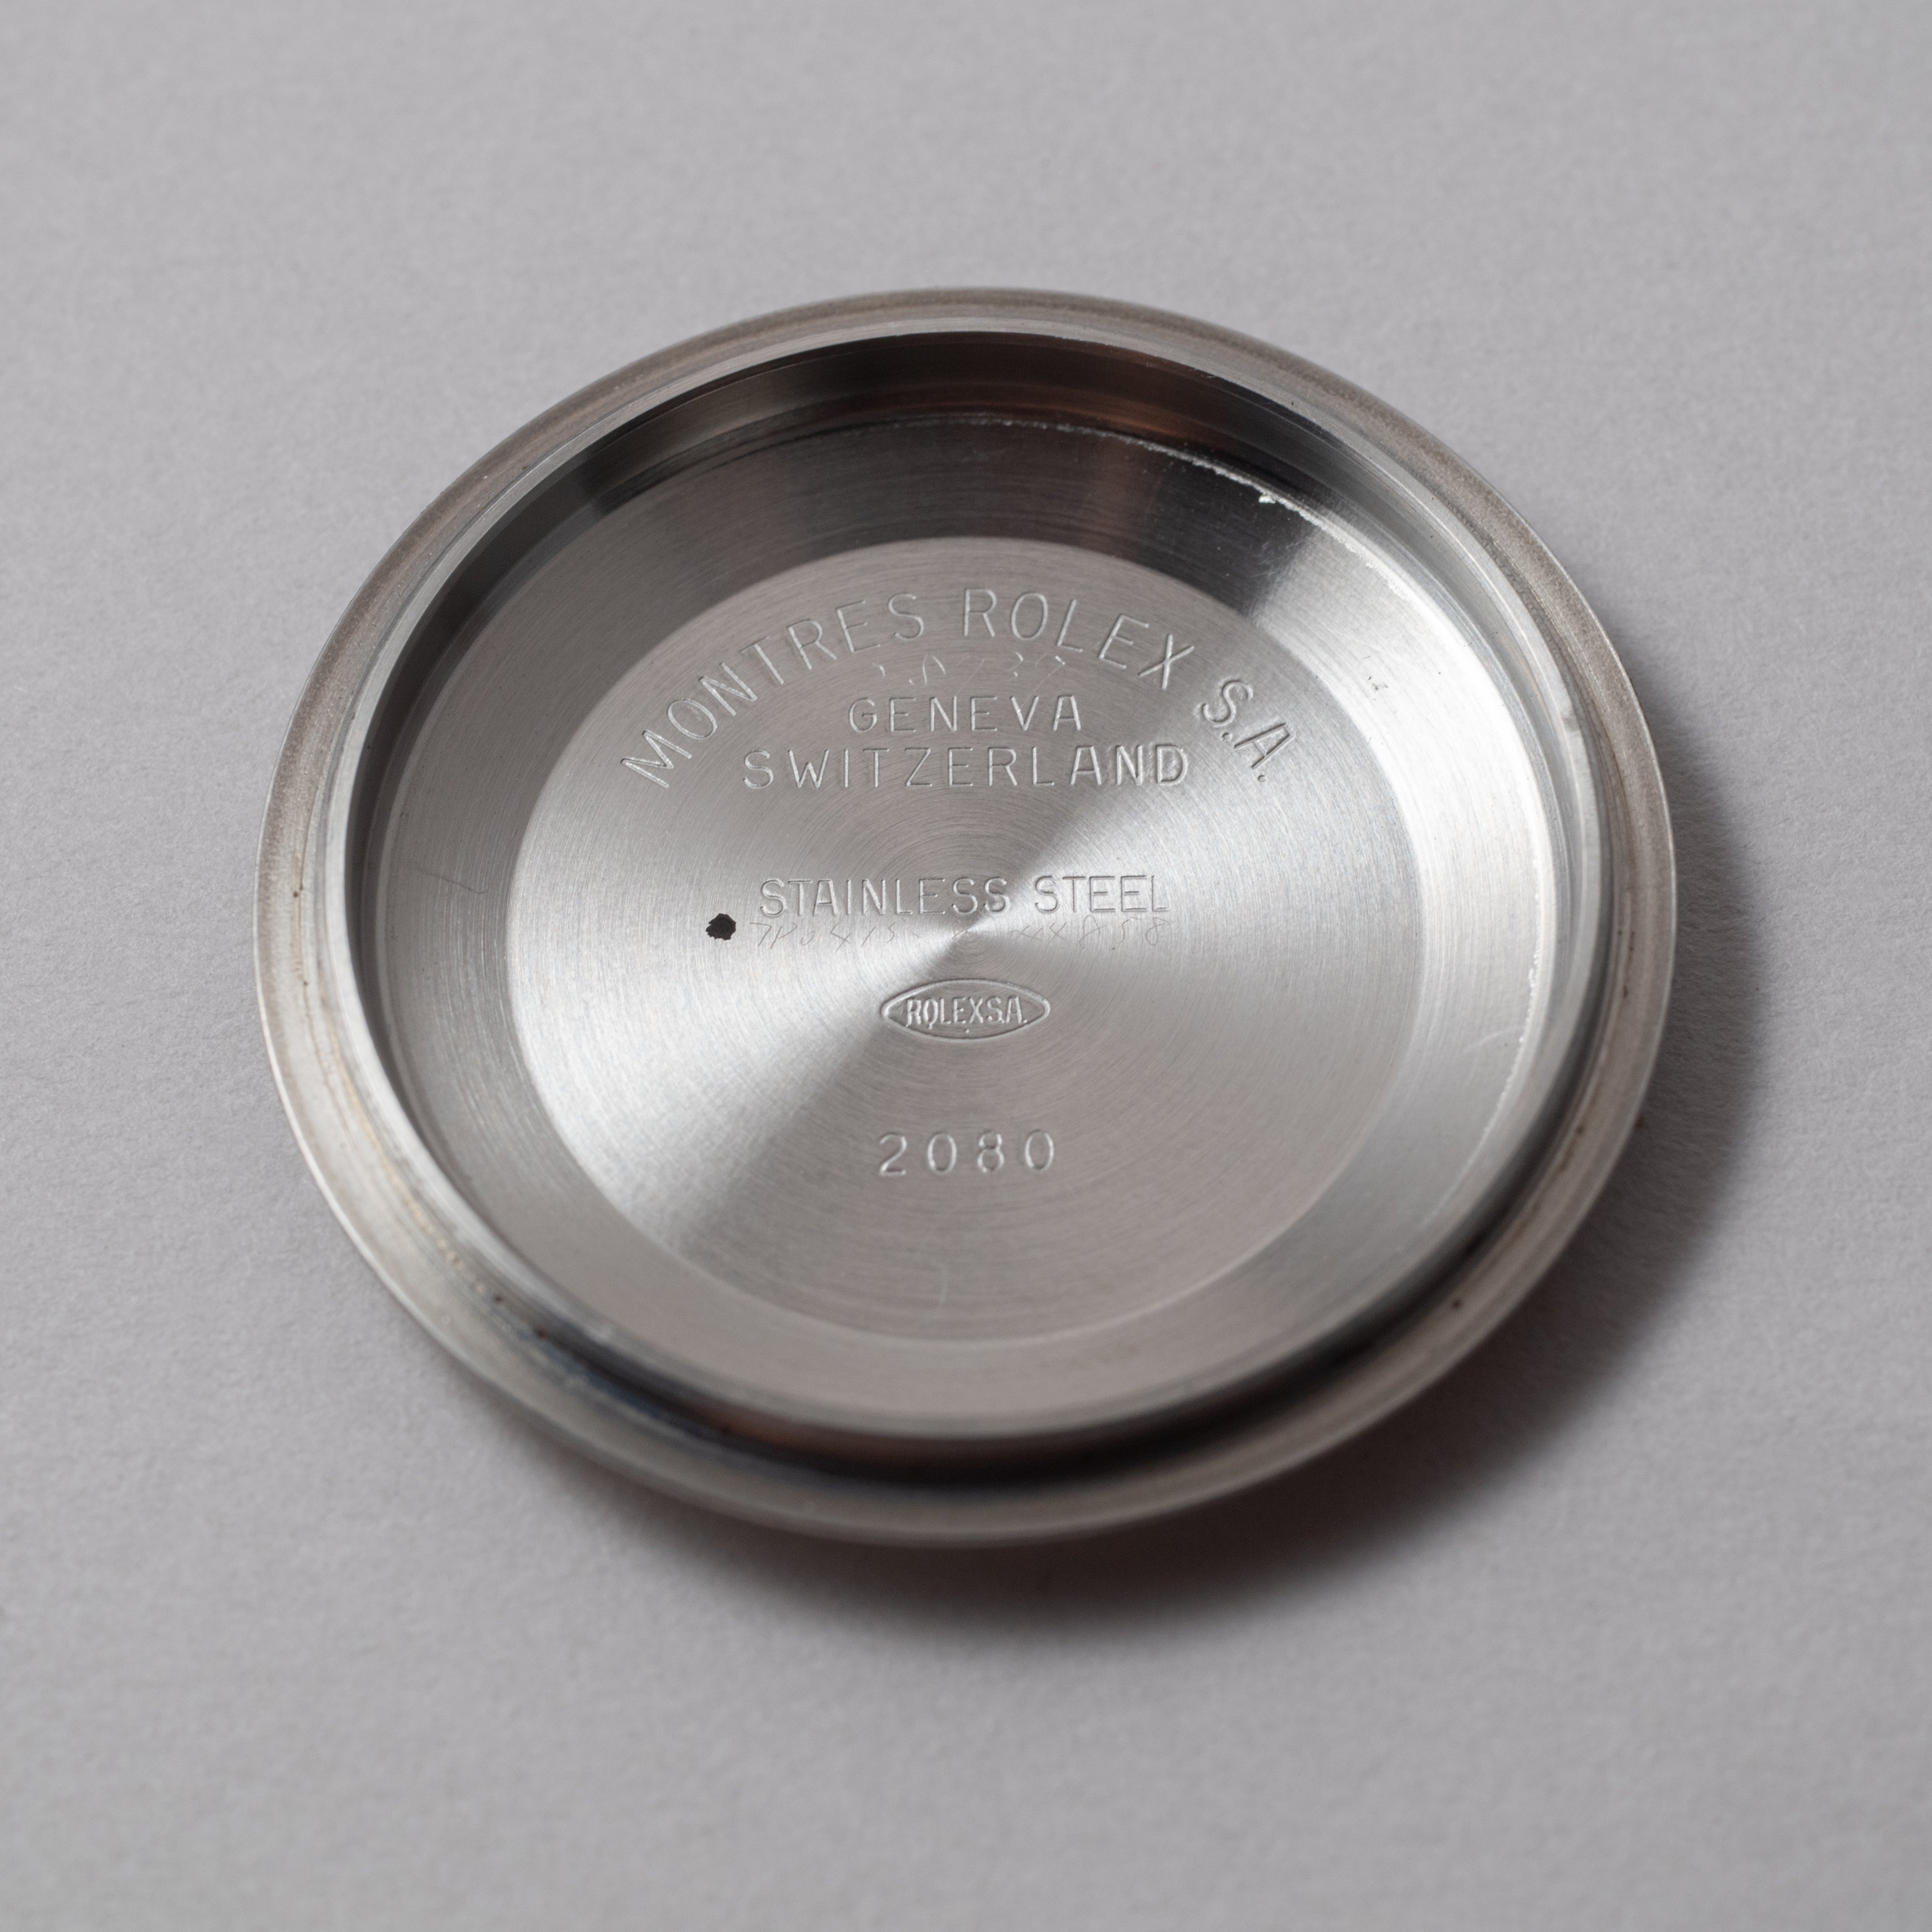 MONTRES ROLEX S.A.
GENEVA
SWITZERLAND
STAINLESS STEEL
ROLEX S.A.
2080